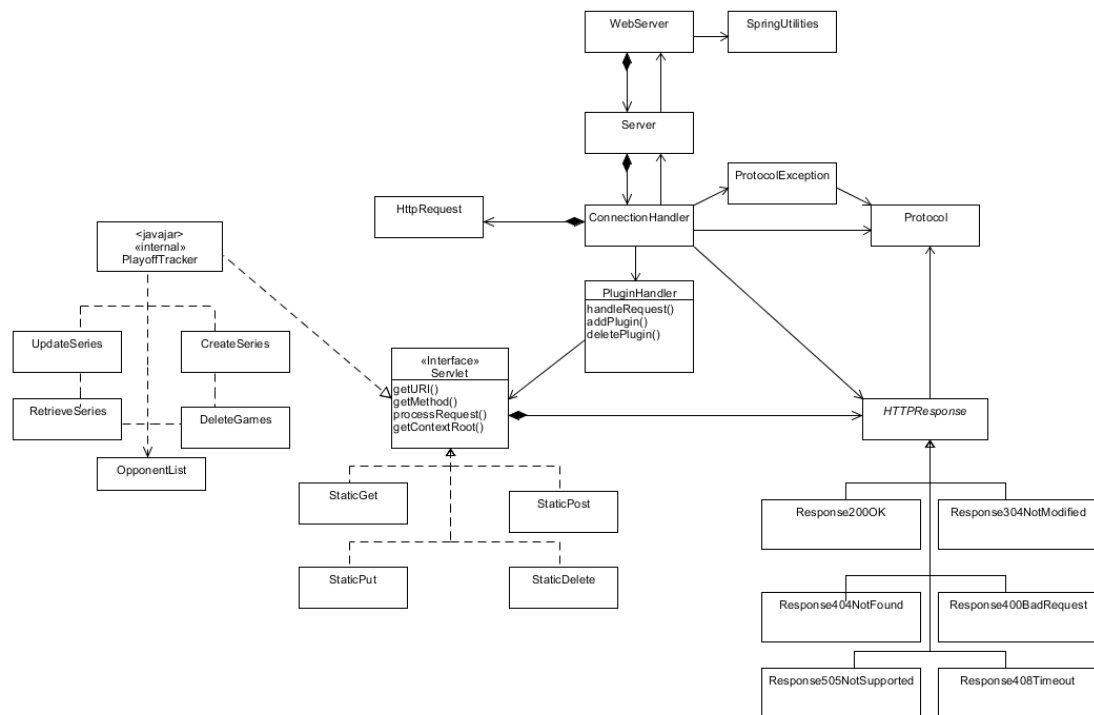 WebServer
SpringUtilities
Server
ProtocolException
HttpRequest
ConnectionHandler
Protocol
<javajar>
«internal»
PlayoffTracker
PluginHandler
handleRequest()
addPlugin()
deletePlugin()
UpdateSeries
CreateSeries
«Interface»
Servlet
getURI()
getMethod()
processRequest()
getContextRoot()
RetrieveSeries
DeleteGames
HTTPResponse
OpponentList
StaticGet
StaticPost
Response200OK
Response304NotModified
StaticPut
StaticDelete
Response404NotFound
Response400BadRequest
Response505NotSupported
Response408Timeout